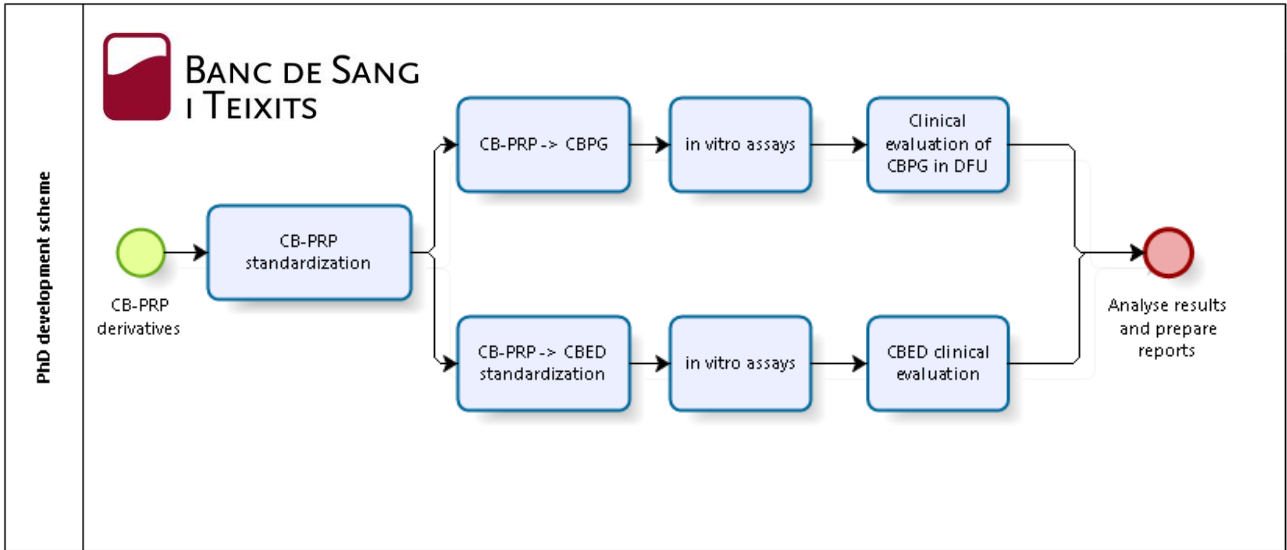 PhD development scheme
BANC DE SANG
I TEIXITS
CB-PRP
derivatives
CB-PRP
standardization
CB-PRP -> CBPG
in vitro assays
Clinical
evaluation of
CBPG in DFU
CB-PRP -> CBED
standardization
in vitro assays
CBED clinical
evaluation
Analyse results
and prepare
reports